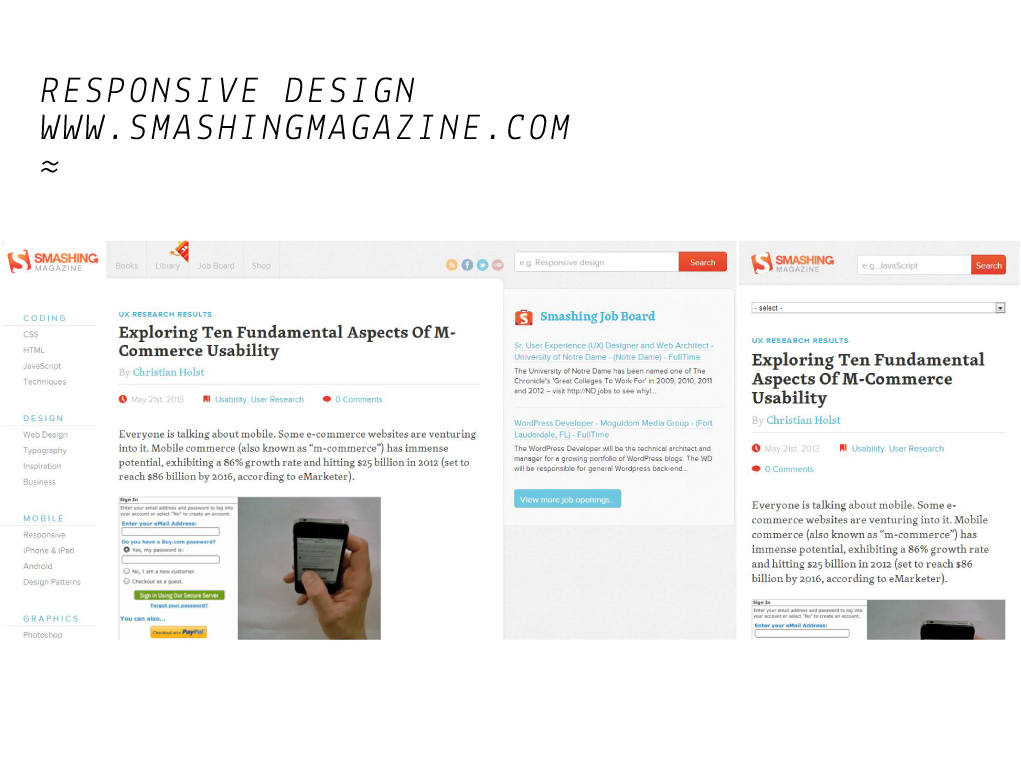 RESPONSIVE DESIGN
WWW.SMASHINGMAGAZINE.COM
≈
SMASHING
MAGAZINE
Books
Library
Job Board
Shop
e.g. Responsive design
Search
CODING
CSS
HTML
JavaScript
Techniques
DESIGN
Web Design
Typography
Inspiration
Business
MOBILE
Responsive
iPhone & iPad
Android
Design Patterns
GRAPHICS
Photoshop
UX RESEARCH RESULTS
Exploring Ten Fundamental Aspects Of M-
Commerce Usability
By Christian Holst
May 21st, 2013
Usability, User Research
0 Comments
Everyone is talking about mobile. Some e-commerce websites are venturing
into it. Mobile commerce (also known as “m-commerce”) has immense
potential, exhibiting a 86% growth rate and hitting $25 billion in 2012 (set to
reach $86 billion by 2016, according to eMarketer).
Sign In
Enter your email address and password to log into
your account or select "No" to create an account.
Enter your eMail Address:
Do you have a Buy.com password?
Yes, my password is:
No, I am a new customer.
Checkout as a guest.
Sign in Using Our Secure Server
Forgot your password?
You can also...
Checkout with PayPal
Smashing Job Board
Sr. User Experience (UX) Designer and Web Architect -
University of Notre Dame - (Notre Dame) - FullTime
The University of Notre Dame has been named one of The
Chronicle's 'Great Colleges To Work For' in 2009, 2010, 2011
and 2012 – visit http://ND jobs to see why!...
WordPress Developer - Moguldom Media Group - (Fort
Lauderdale, FL) - FullTime
The WordPress Developer will be the technical architect and
manager for a growing portfolio of WordPress blogs. The WD
will be responsible for general Wordpress back-end...
View more job openings...
SMASHING
MAGAZINE
e.g. JavaScript
Search
- select -
UX RESEARCH RESULTS
Exploring Ten Fundamental
Aspects Of M-Commerce
Usability
By Christian Holst
May 21st, 2013
Usability, User Research
0 Comments
Everyone is talking about mobile. Some e-
commerce websites are venturing into it. Mobile
commerce (also known as “m-commerce”) has
immense potential, exhibiting a 86% growth rate
and hitting $25 billion in 2012 (set to reach $86
billion by 2016, according to eMarketer).
Sign In
Enter your email address and password to log into
your account or select "No" to create an account.
Enter your eMail Address: